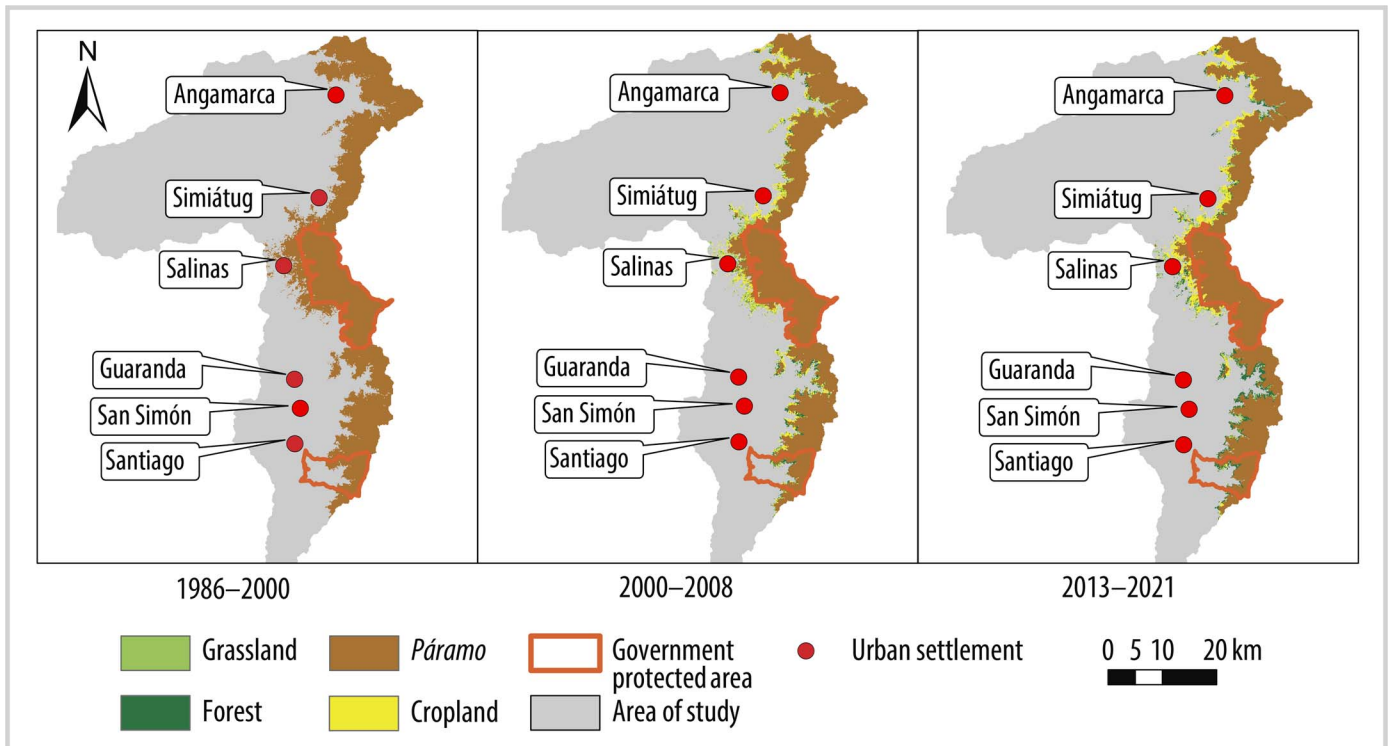 N
Angamarca
Simiátug
Salinas
Guaranda
San Simón
Santiago
1986–2000
Angamarca
Simiátug
Salinas
Guaranda
San Simón
Santiago
2000–2008
Angamarca
Simiátug
Salinas
Guaranda
San Simón
Santiago
2013–2021
Grassland
Forest
Páramo
Cropland
Government
protected area
Area of study
Urban settlement
0 5 10 20 km